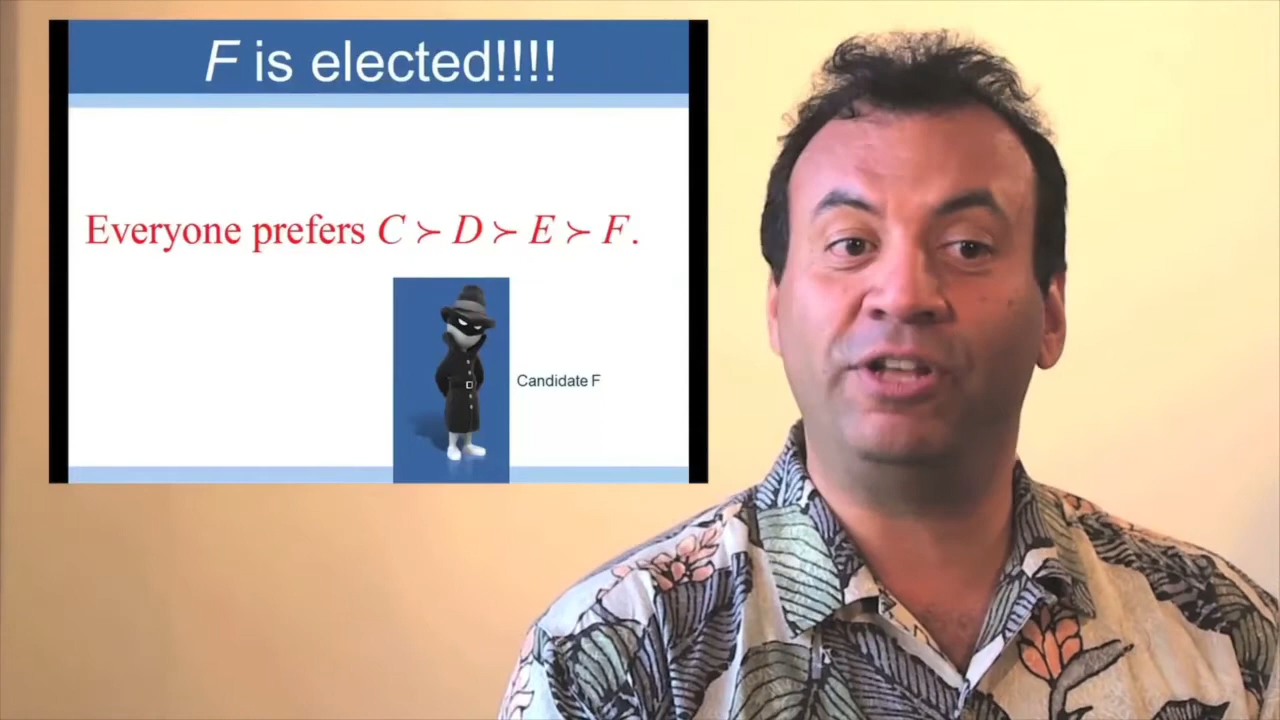 F is elected!!!!
Everyone prefers C ≻ D ≻ E ≻ F.
Candidate F